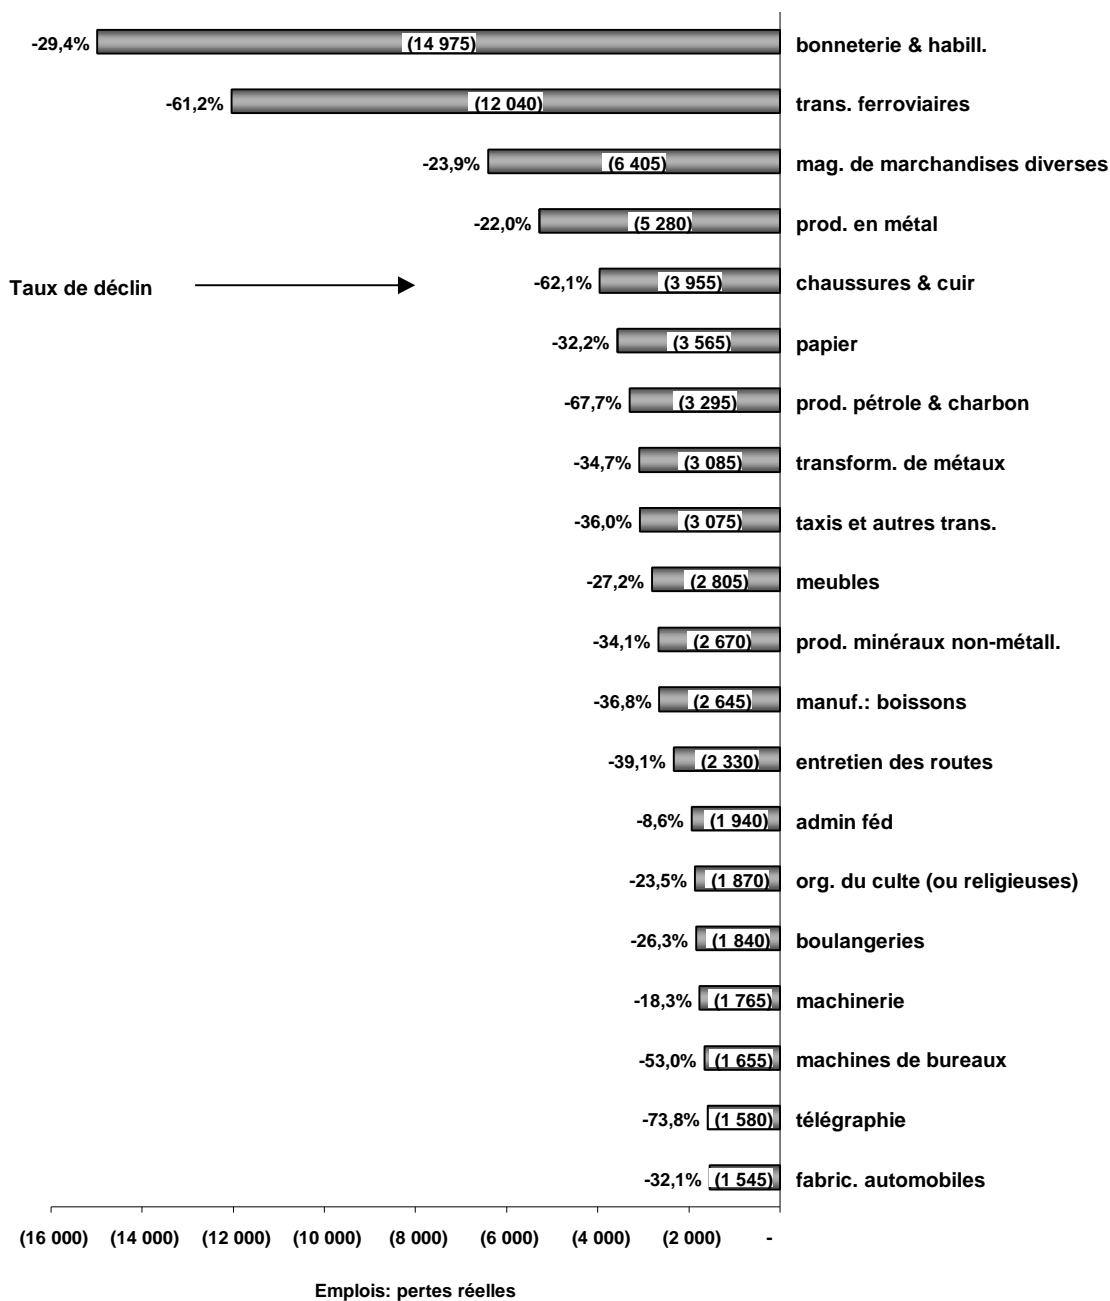 -29,4% (14 975) bonneterie & habill.
-61,2% (12 040) trans. ferroviaires
-23,9% (6 405) mag. de marchandises diverses
-22,0% (5 280) prod. en métal
Taux de déclin -62,1% (3 955) chaussures & cuir
-32,2% (3 565) papier
-67,7% (3 295) prod. pétrole & charbon
-34,7% (3 085) transform. de métaux
-36,0% (3 075) taxis et autres trans.
-27,2% (2 805) meubles
-34,1% (2 670) prod. minéraux non-métall.
-36,8% (2 645) manuf.: boissons
-39,1% (2 330) entretien des routes
-8,6% (1 940) admin féd
-23,5% (1 870) org. du culte (ou religieuses)
-26,3% (1 840) boulangeries
-18,3% (1 765) machinerie
-53,0% (1 655) machines de bureaux
-73,8% (1 580) télégraphie
-32,1% (1 545) fabric. automobiles
(16 000) (14 000) (12 000) (10 000) (8 000) (6 000) (4 000) (2 000) -
Emplois: pertes réelles